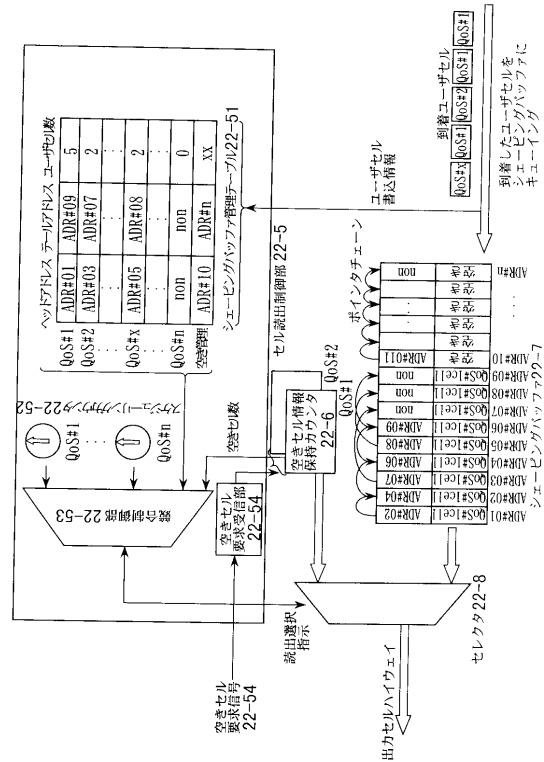 ヘッドアドレス テールアドレス ユーザセル数
QoS#1 ADR#01 ADR#09 5
QoS#2 ADR#03 ADR#07 2
QoS#x ADR#05 ADR#08 2
QoS#n non non 0
空き管理 ADR#10 ADR#n xx
シェーピングバッファ管理テーブル22-51
スケジューリングカウンタ22-52
QoS#1
QoS#n
競合制御部 22-53
空きセル数
空きセル
要求受信部
22-54
セル読出制御部 22-5
空きセル
要求信号
22-54
読出選択
指示
空きセル情報
保持カウンタ
22-6
QoS#2
QoS#1
ユーザセル
書込情報
到着ユーザセル
QoS#x QoS#1 QoS#2 QoS#1 QoS#1
到着したユーザセルを
シェーピングバッファに
キューイング
ポインタチェーン
ADR#02 ADR#04 ADR#07 ADR#06 ADR#08 ADR#09 non non non ADR#011 non
QoS#1cell QoS#1cell QoS#1cell QoS#1cell QoS#1cell QoS#1cell QoS#1cell QoS#1cell QoS#1cell 空き 空き 空き 空き 空き 空き
ADR#01 ADR#02 ADR#03 ADR#04 ADR#05 ADR#06 ADR#07 ADR#08 ADR#09 ADR#10 ... ADR#n
シェーピングバッファ22-7
セレクタ22-8
出力セルハイウェイ